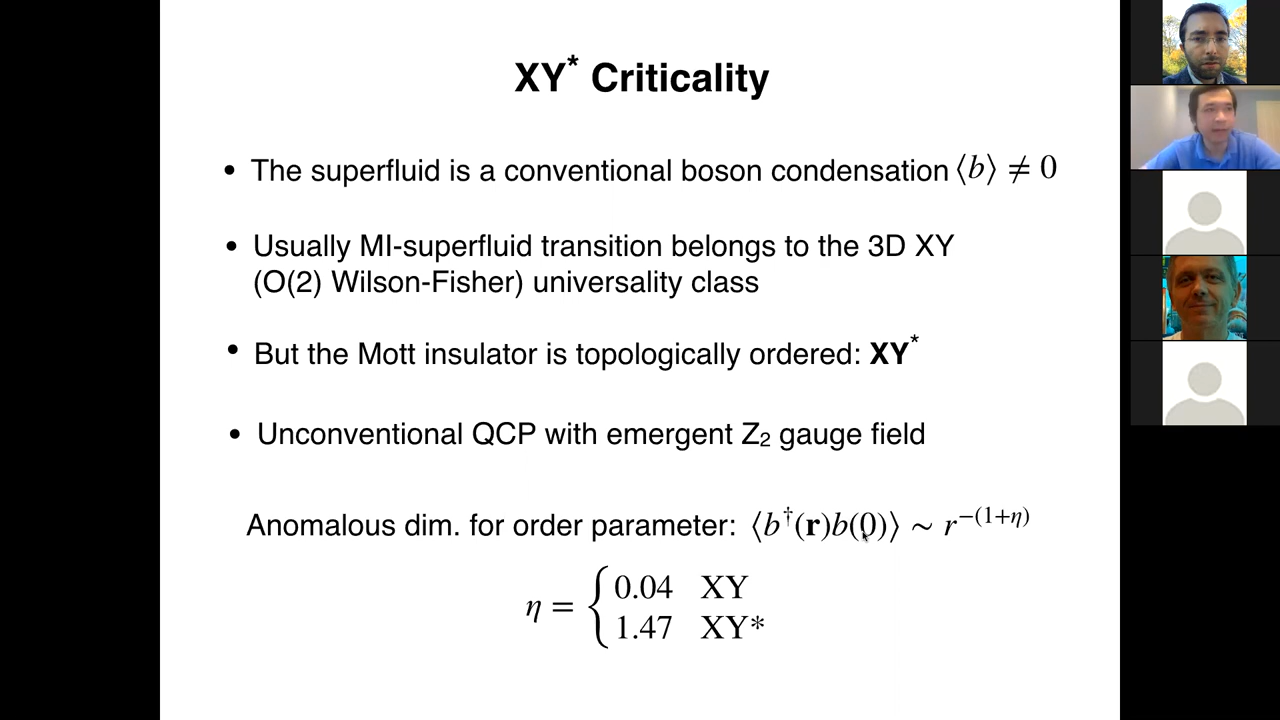 XY* Criticality
• The superfluid is a conventional boson condensation ⟨b⟩ ≠ 0
• Usually MI-superfluid transition belongs to the 3D XY
(O(2) Wilson-Fisher) universality class
• But the Mott insulator is topologically ordered: XY*
• Unconventional QCP with emergent Z₂ gauge field
Anomalous dim. for order parameter: ⟨b†(r)b(0)⟩ ∼ r^−(1+η)
η = { 0.04 XY
1.47 XY*